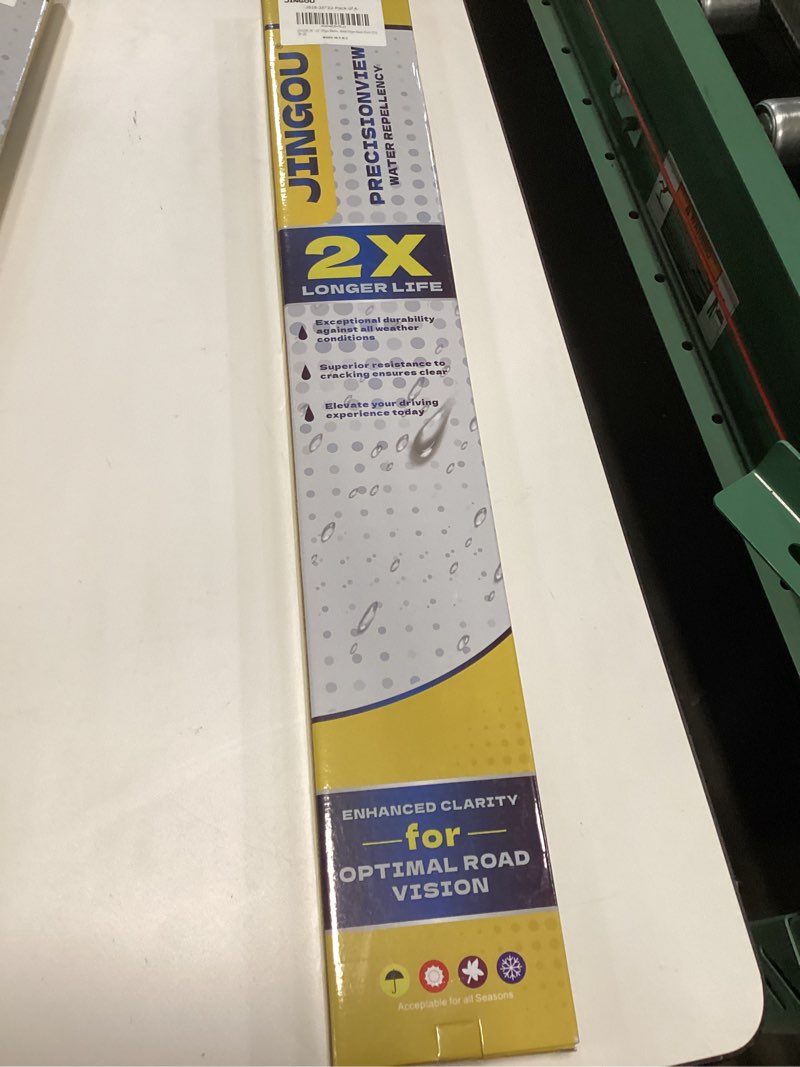 JINGOU
JINGOU
PRECISIONVIEW
WATER REPELLENCY
2X
LONGER LIFE
Exceptional durability
against all weather
conditions
Superior resistance to
cracking ensures clear
Elevate your driving
experience today
ENHANCED CLARITY
for
OPTIMAL ROAD
VISION
Acceptable for all Seasons